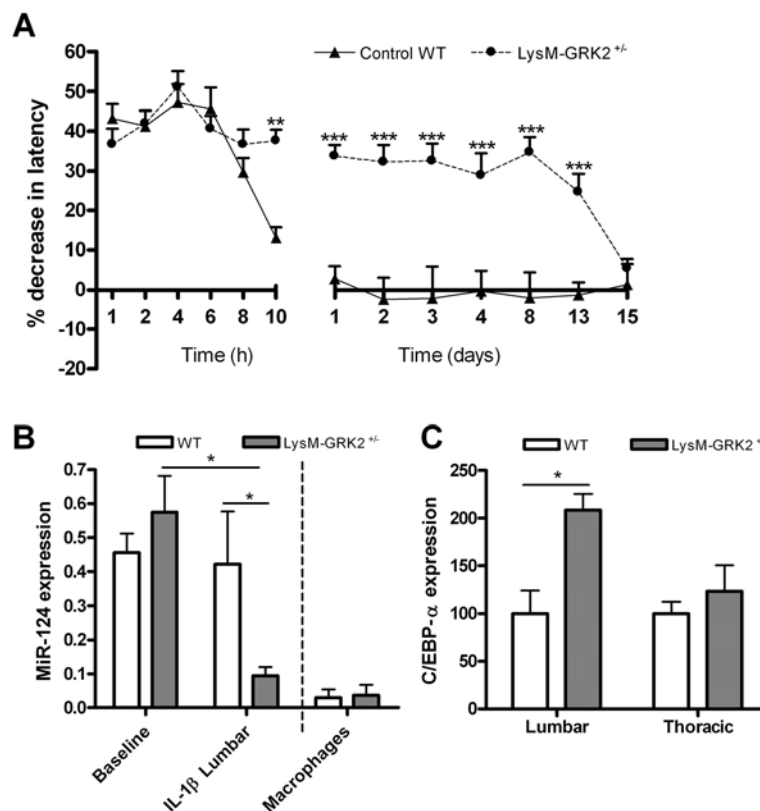 A
Control WT LysM-GRK2 +/-
% decrease in latency
60
50
40
30
20
10
0
-10
-20
**
*** *** *** *** *** ***
1 2 4 6 8 10
1 2 3 4 8 13 15
Time (h) Time (days)
B
WT LysM-GRK2 +/-
MiR-124 expression
0.7
0.6
0.5
0.4
0.3
0.2
0.1
0.0
*
*
Baseline
IL-1β Lumbar
Macrophages
C
WT LysM-GRK2 +
C/EBP-α expression
250
200
150
100
50
0
*
Lumbar Thoracic